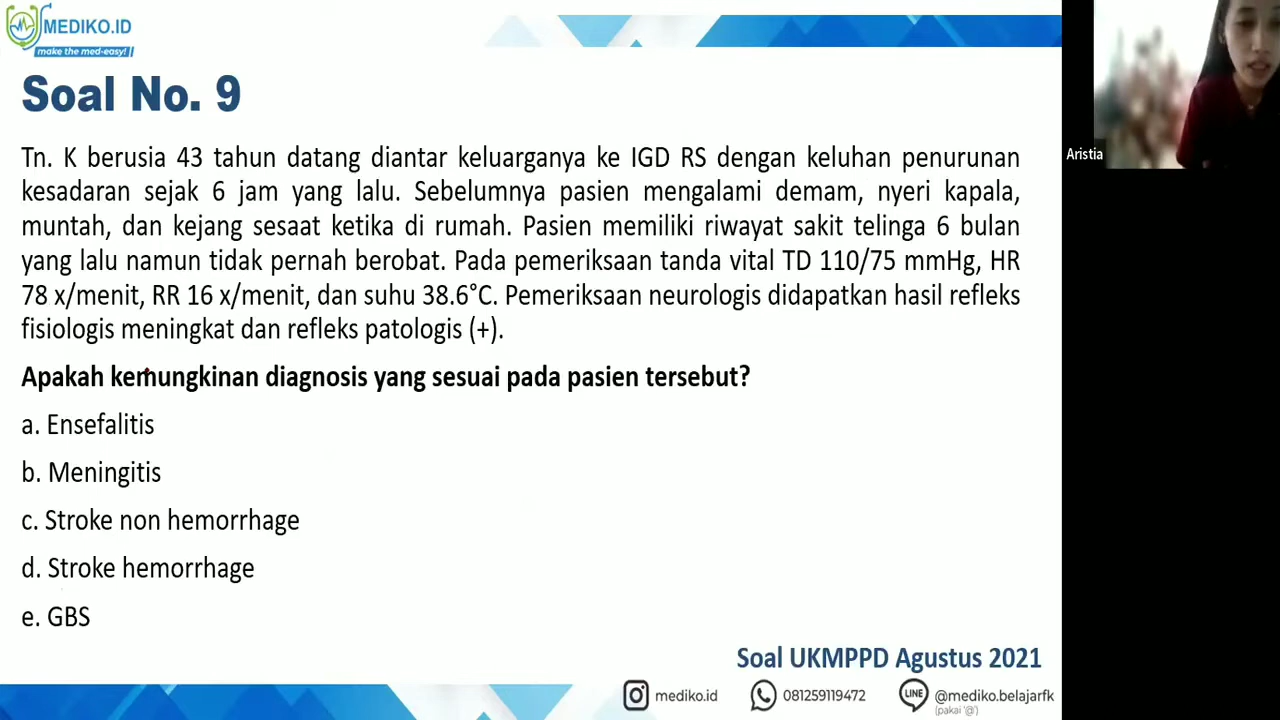 MEDIKO.ID
make the med-easy!
Soal No. 9
Tn. K berusia 43 tahun datang diantar keluarganya ke IGD RS dengan keluhan penurunan
kesadaran sejak 6 jam yang lalu. Sebelumnya pasien mengalami demam, nyeri kapala,
muntah, dan kejang sesaat ketika di rumah. Pasien memiliki riwayat sakit telinga 6 bulan
yang lalu namun tidak pernah berobat. Pada pemeriksaan tanda vital TD 110/75 mmHg, HR
78 x/menit, RR 16 x/menit, dan suhu 38.6°C. Pemeriksaan neurologis didapatkan hasil refleks
fisiologis meningkat dan refleks patologis (+).
Apakah kemungkinan diagnosis yang sesuai pada pasien tersebut?
a. Ensefalitis
b. Meningitis
c. Stroke non hemorrhage
d. Stroke hemorrhage
e. GBS
Soal UKMPPD Agustus 2021
mediko.id
081259119472
LINE
@mediko.belajarfk
(pakai '@')
Aristia